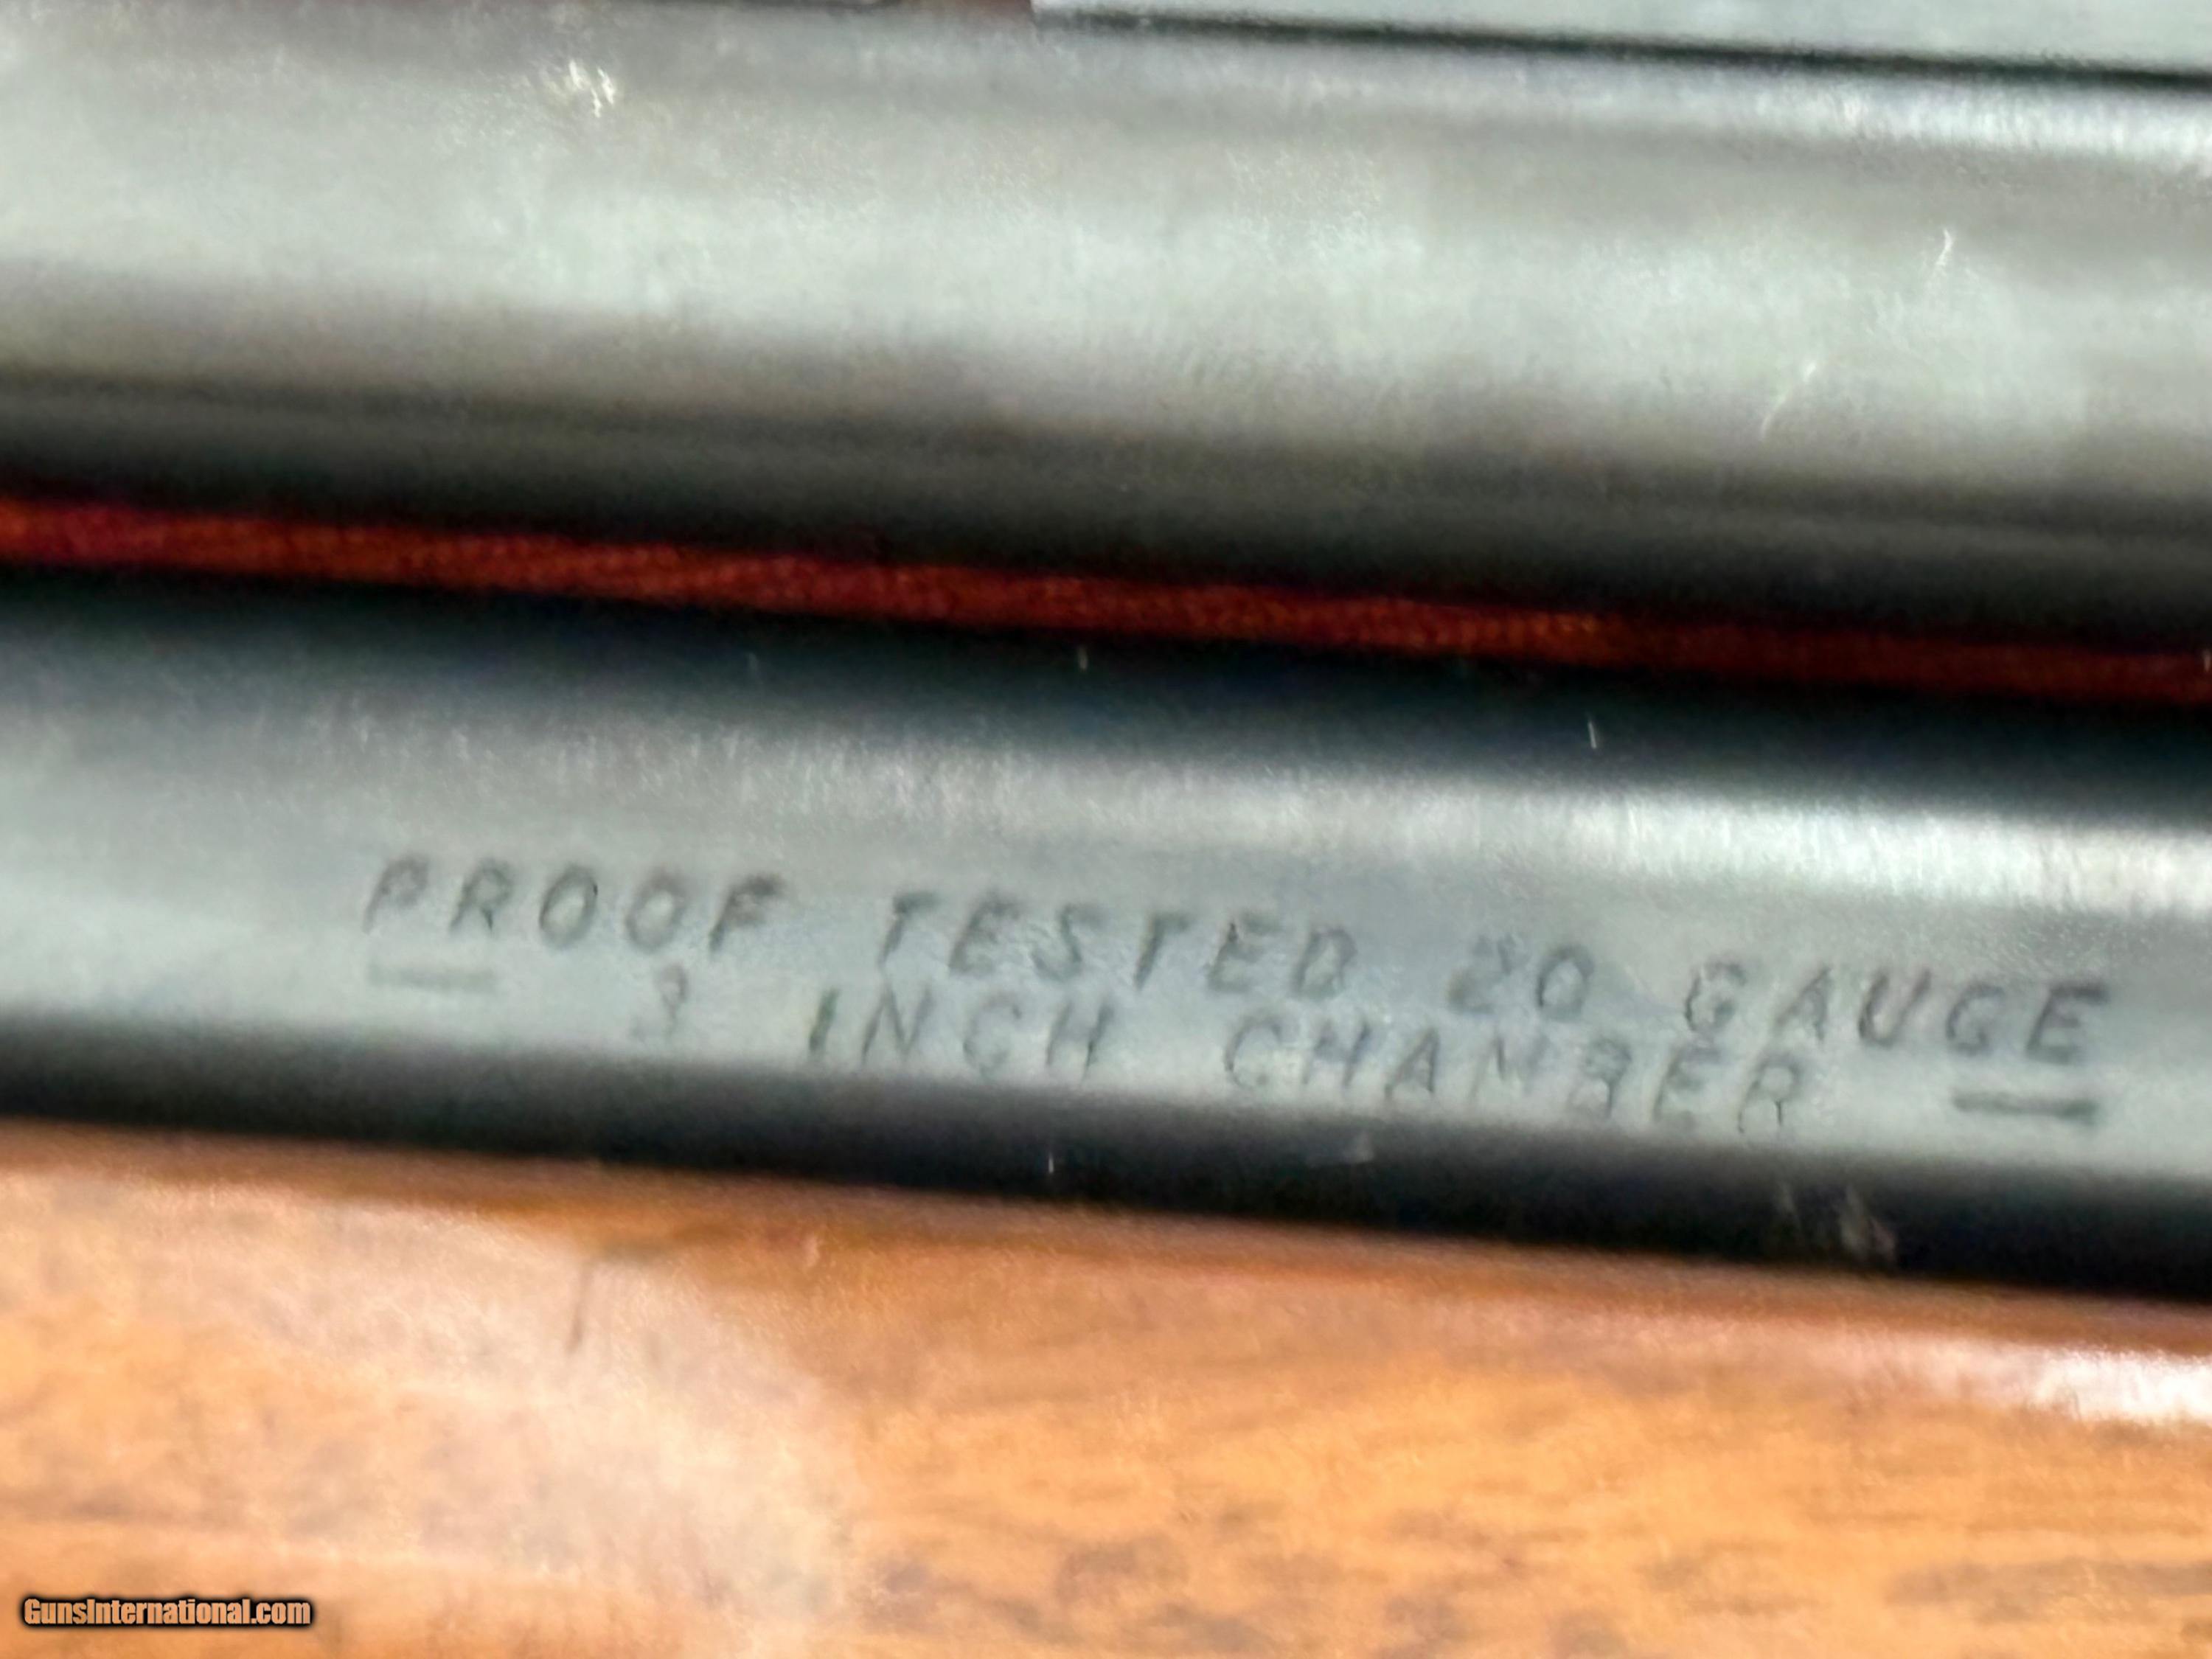 PROOF TESTED 20 GAUGE
— 3 INCH CHAMBER —
GunsInternational.com